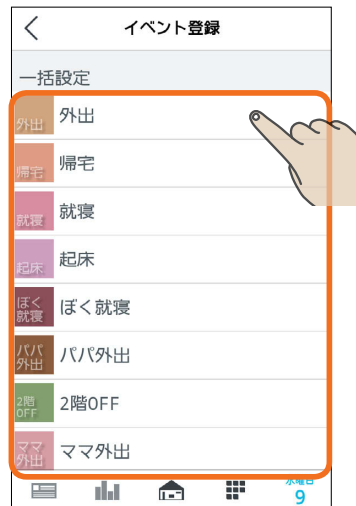 イベント登録
一括設定
外出
外出
帰宅
帰宅
就寝
就寝
起床
起床
ぼく
就寝
ぼく就寝
パパ
外出
パパ外出
2階
OFF
2階OFF
ママ
外出
ママ外出
水曜日
9